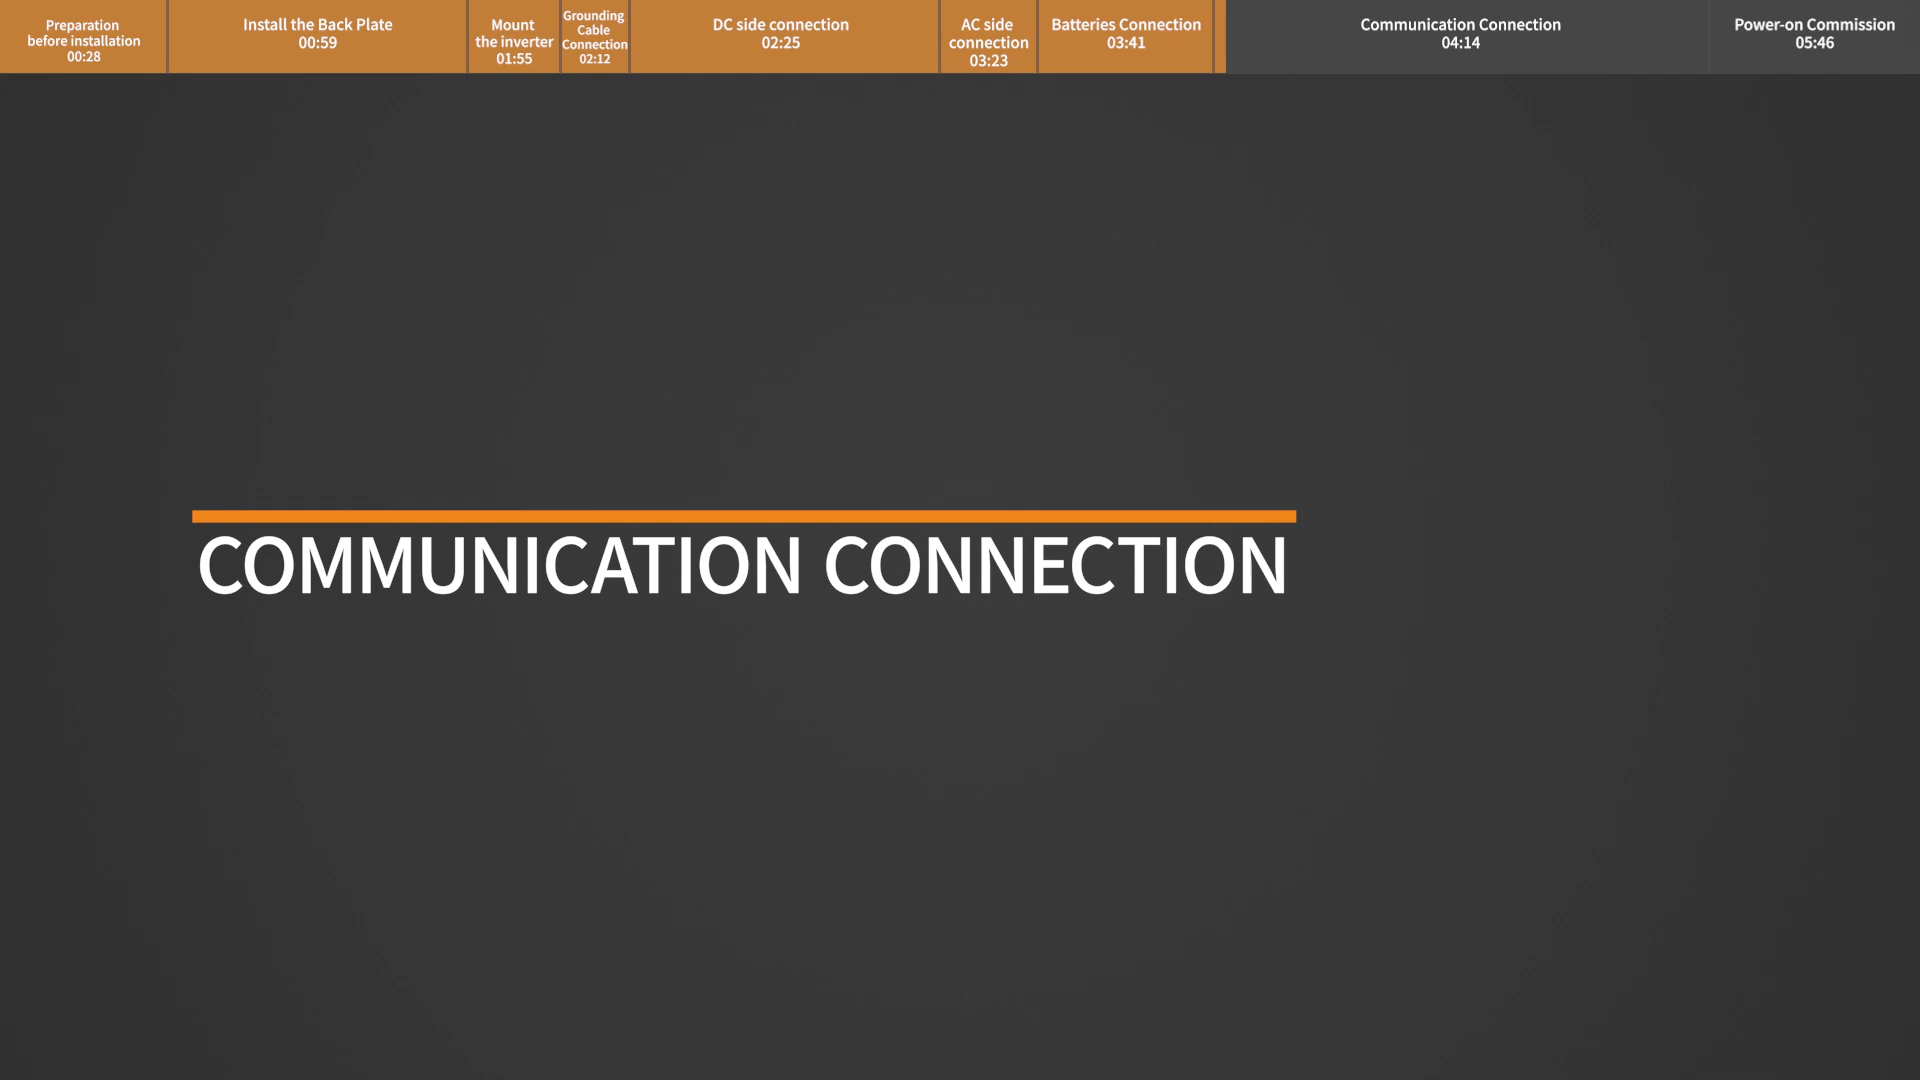 Preparation
before installation
00:28
Install the Back Plate
00:59
Mount
the inverter
01:55
Grounding
Cable
Connection
02:12
DC side connection
02:25
AC side
connection
03:23
Batteries Connection
03:41
Communication Connection
04:14
Power-on Commission
05:46
COMMUNICATION CONNECTION